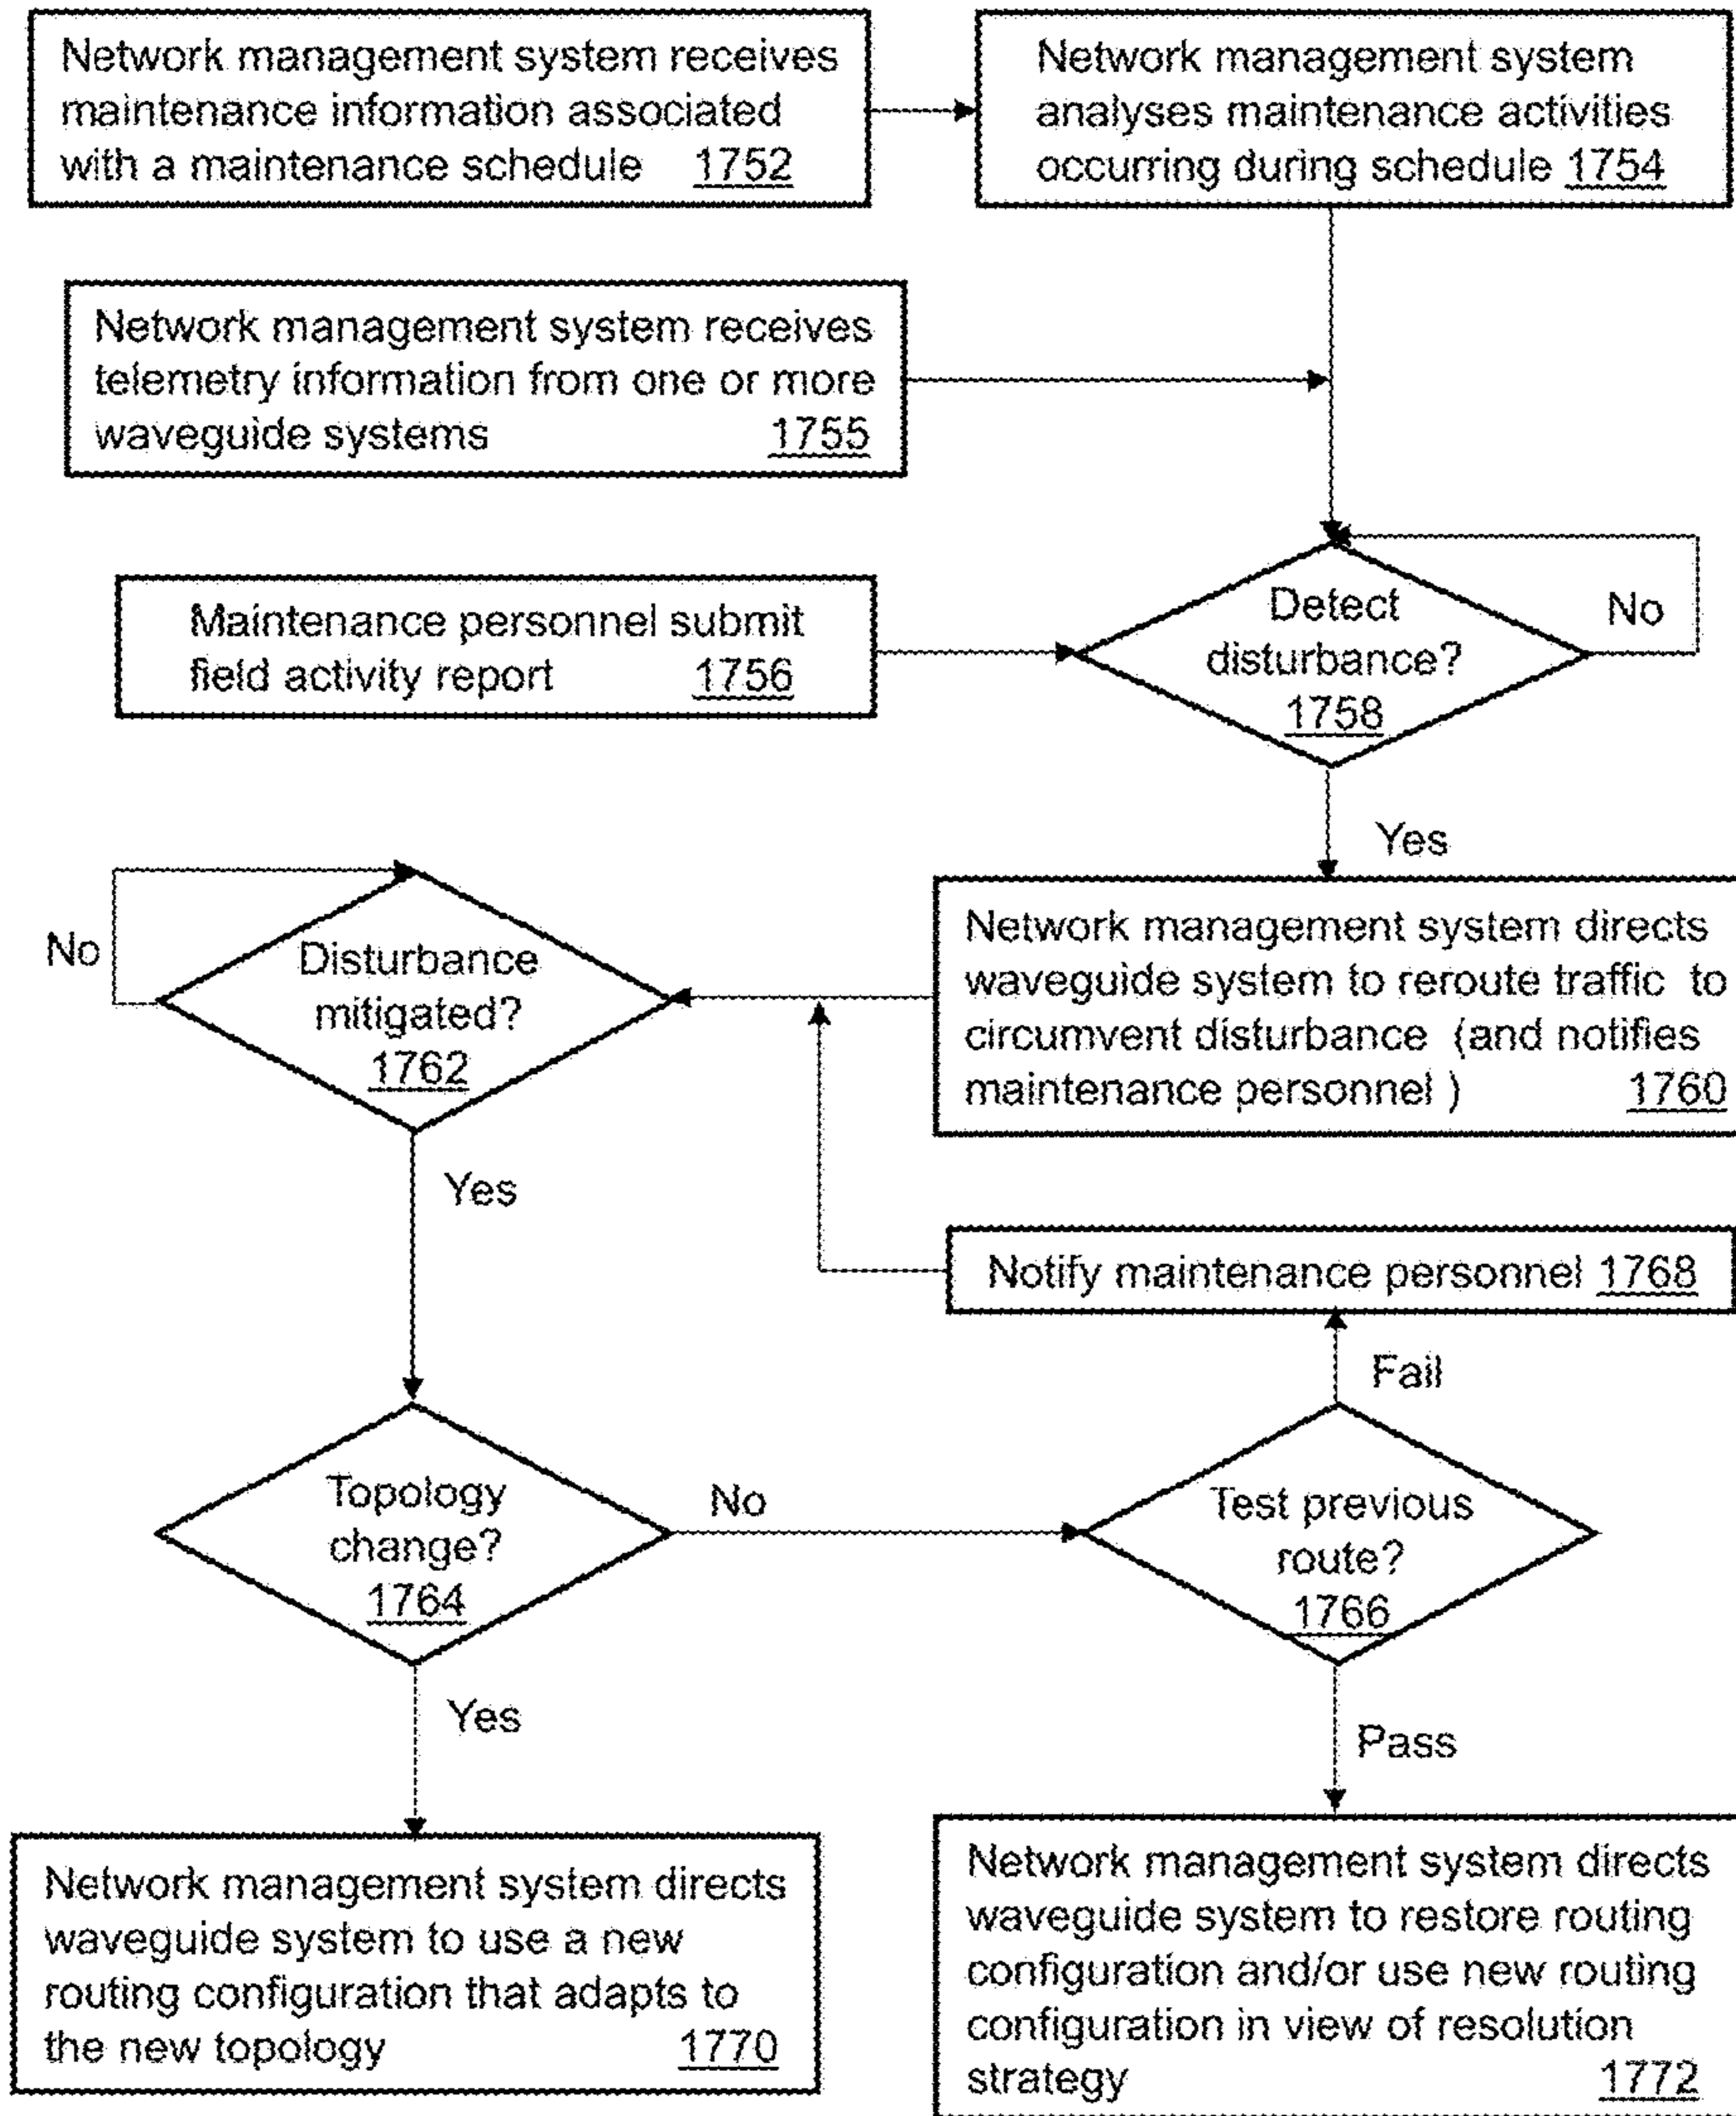 Network management system receives
maintenance information associated
with a maintenance schedule 1752
Network management system
analyses maintenance activities
occurring during schedule 1754
Network management system receives
telemetry information from one or more
waveguide systems 1755
Maintenance personnel submit
field activity report 1756
Detect
disturbance?
1758
No
Yes
Network management system directs
waveguide system to reroute traffic to
circumvent disturbance (and notifies
maintenance personnel ) 1760
Disturbance
mitigated?
1762
No
Yes
Notify maintenance personnel 1768
Fail
Topology
change?
1764
No
Test previous
route?
1766
Yes
Pass
Network management system directs
waveguide system to use a new
routing configuration that adapts to
the new topology 1770
Network management system directs
waveguide system to restore routing
configuration and/or use new routing
configuration in view of resolution
strategy 1772